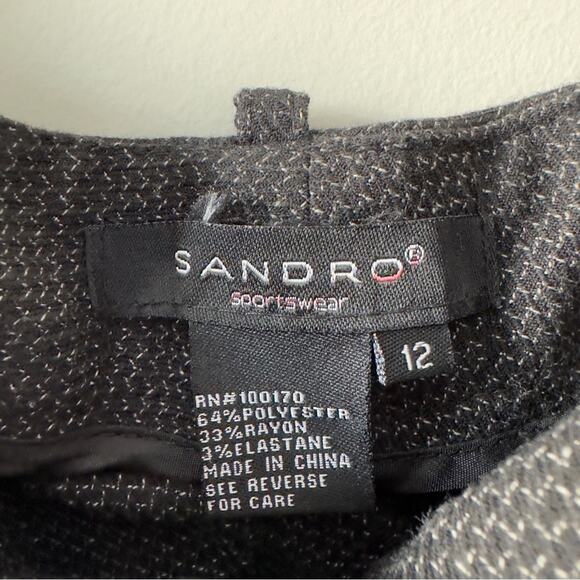 SANDRO®
sportswear
12
RN#100170
64%POLYESTER
33%RAYON
3%ELASTANE
MADE IN CHINA
SEE REVERSE
FOR CARE